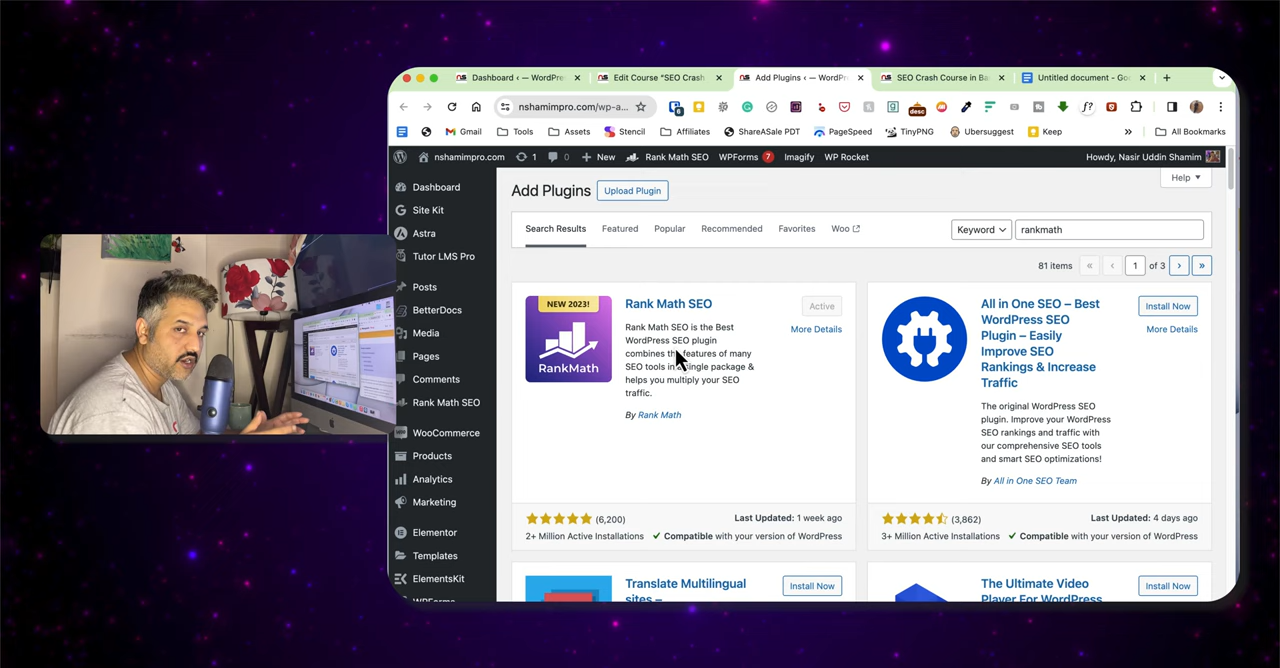 Dashboard ‹ — WordPre
Edit Course "SEO Crash
Add Plugins ‹ — WordPr
SEO Crash Course in Ba
Untitled document - Go
nshamimpro.com/wp-a...
desc
f?
6
Gmail
Tools
Assets
Stencil
Affiliates
ShareASale PDT
PageSpeed
TinyPNG
Ubersuggest
Keep
»
All Bookmarks
nshamimpro.com
1
0
New
Rank Math SEO
WPForms 7
Imagify
WP Rocket
Howdy, Nasir Uddin Shamim
Dashboard
Site Kit
Astra
Tutor LMS Pro
Posts
BetterDocs
Media
Pages
Comments
Rank Math SEO
WooCommerce
Products
Analytics
Marketing
Elementor
Templates
ElementsKit
WPForms
Help
Add Plugins
Upload Plugin
Search Results
Featured
Popular
Recommended
Favorites
Woo
Keyword
rankmath
81 items
«
‹
1
of 3
›
»
NEW 2023!
RankMath
Rank Math SEO
Active
More Details
Rank Math SEO is the Best
WordPress SEO plugin
combines the features of many
SEO tools in a single package &
helps you multiply your SEO
traffic.
By Rank Math
(6,200)
2+ Million Active Installations
Last Updated: 1 week ago
Compatible with your version of WordPress
All in One SEO – Best
WordPress SEO
Plugin – Easily
Improve SEO
Rankings & Increase
Traffic
Install Now
More Details
The original WordPress SEO
plugin. Improve your WordPress
SEO rankings and traffic with
our comprehensive SEO tools
and smart SEO optimizations!
By All in One SEO Team
(3,862)
3+ Million Active Installations
Last Updated: 4 days ago
Compatible with your version of WordPress
Translate Multilingual
sites –
Install Now
The Ultimate Video
Player For WordPress
Install Now